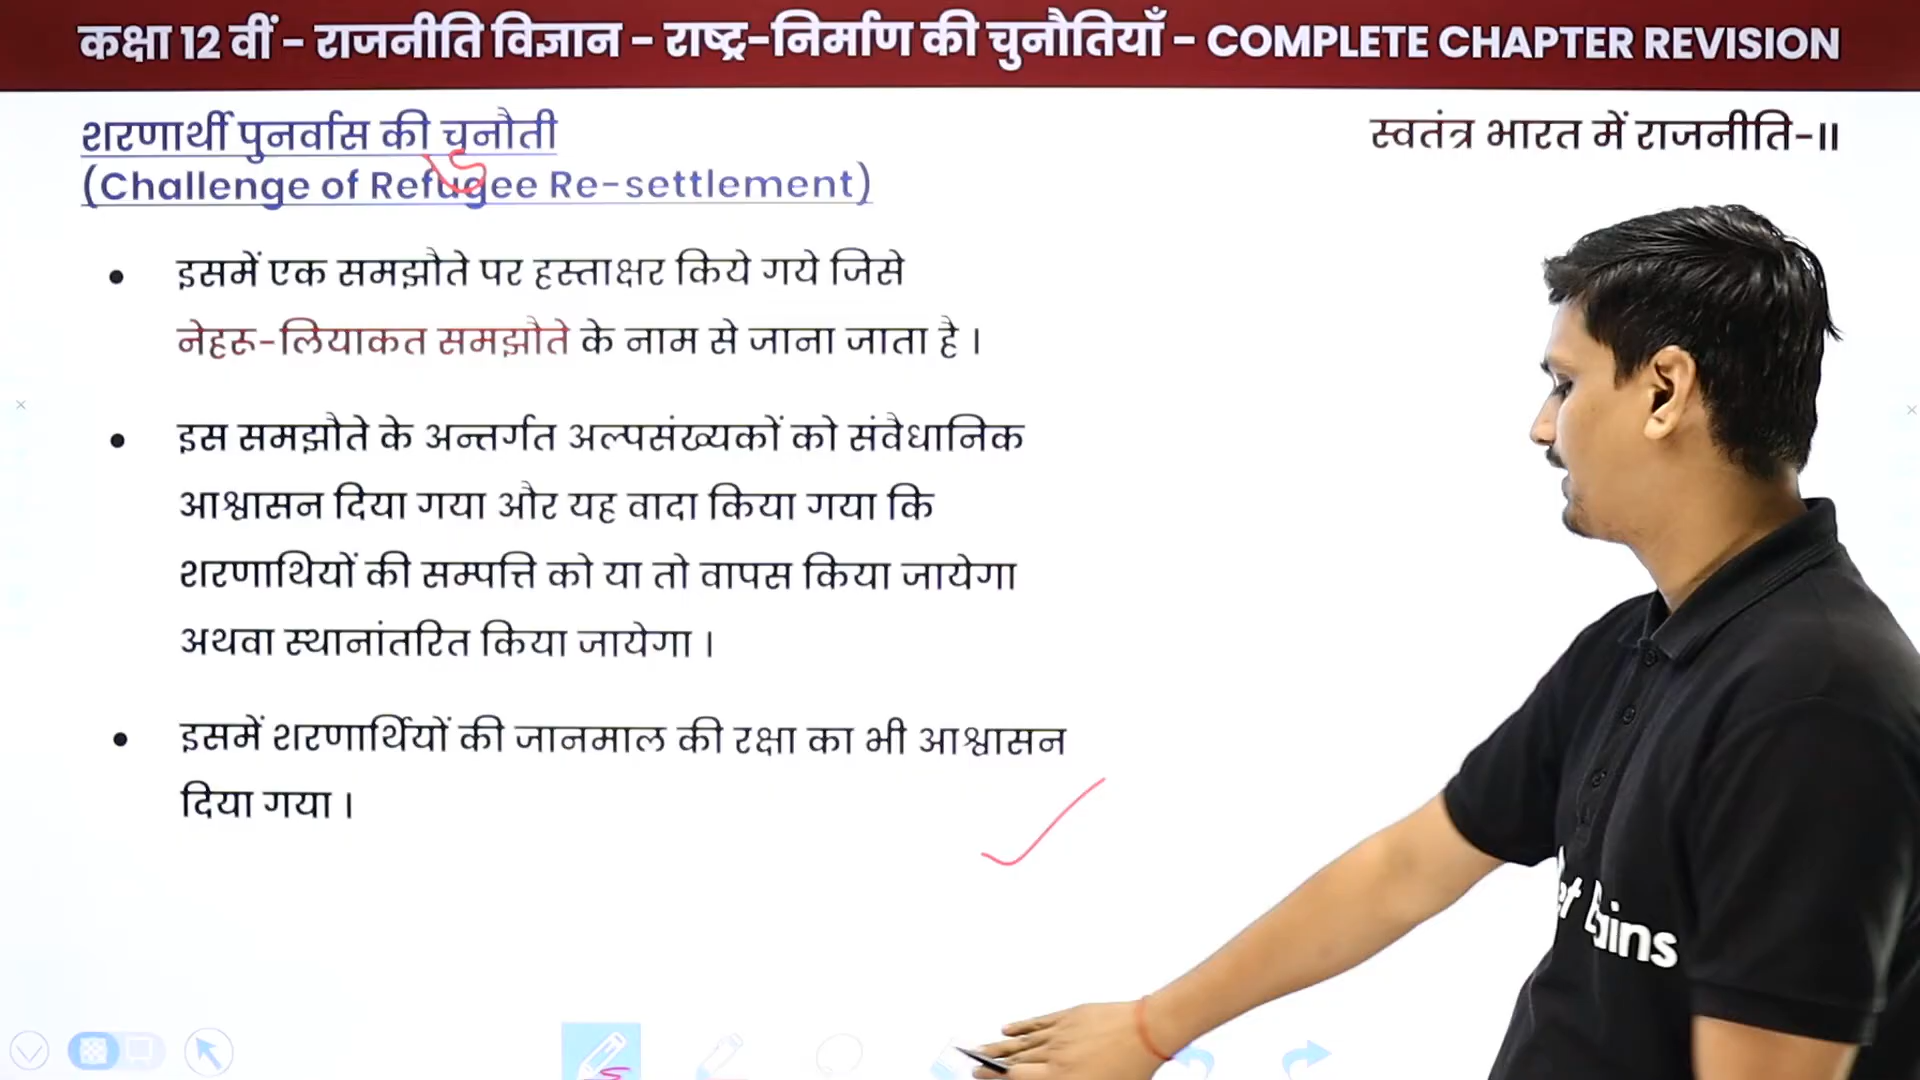 कक्षा 12 वीं - राजनीति विज्ञान - राष्ट्र-निर्माण की चुनौतियाँ - COMPLETE CHAPTER REVISION
शरणार्थी पुनर्वास की चुनौती
(Challenge of Refugee Re-settlement)
स्वतंत्र भारत में राजनीति-II
• इसमें एक समझौते पर हस्ताक्षर किये गये जिसे
नेहरू-लियाकत समझौते के नाम से जाना जाता है ।
• इस समझौते के अन्तर्गत अल्पसंख्यकों को संवैधानिक
आश्वासन दिया गया और यह वादा किया गया कि
शरणाथियों की सम्पत्ति को या तो वापस किया जायेगा
अथवा स्थानांतरित किया जायेगा ।
• इसमें शरणार्थियों की जानमाल की रक्षा का भी आश्वासन
दिया गया ।